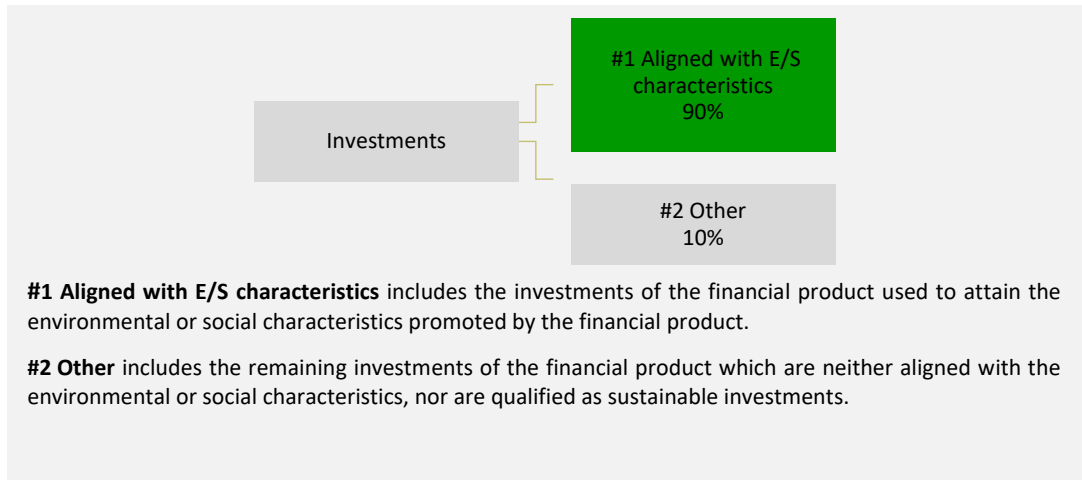 #1 Aligned with E/S
characteristics
90%
Investments
#2 Other
10%
#1 Aligned with E/S characteristics includes the investments of the financial product used to attain the
environmental or social characteristics promoted by the financial product.
#2 Other includes the remaining investments of the financial product which are neither aligned with the
environmental or social characteristics, nor are qualified as sustainable investments.